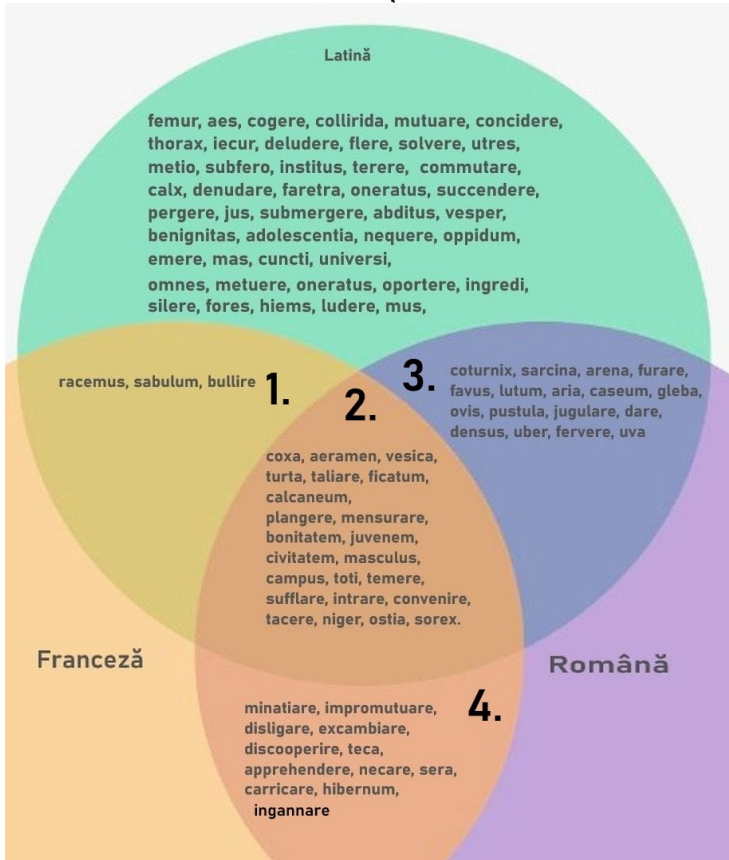 Latină
femur, aes, cogere, collirida, mutuare, concidere,
thorax, iecur, deludere, flere, solvere, utres,
metio, subfero, institus, terere, commutare,
calx, denudare, faretra, oneratus, succendere,
pergere, jus, submergere, abditus, vesper,
benignitas, adolescentia, nequere, oppidum,
emere, mas, cuncti, universi,
omnes, metuere, oneratus, oportere, ingredi,
silere, fores, hiems, ludere, mus,
racemus, sabulum, bullire 1.
2.
3.
coturnix, sarcina, arena, furare,
favus, lutum, aria, caseum, gleba,
ovis, pustula, jugulare, dare,
densus, uber, fervere, uva
coxa, aeramen, vesica,
turta, taliare, ficatum,
calcaneum,
plangere, mensurare,
bonitatem, juvenem,
civitatem, masculus,
campus, toti, temere,
sufflare, intrare, convenire,
tacere, niger, ostia, sorex.
Franceză
Română
minatiare, impromutuare,
disligare, excambiare,
discooperire, teca,
apprehendere, necare, sera,
carricare, hibernum,
ingannare
4.